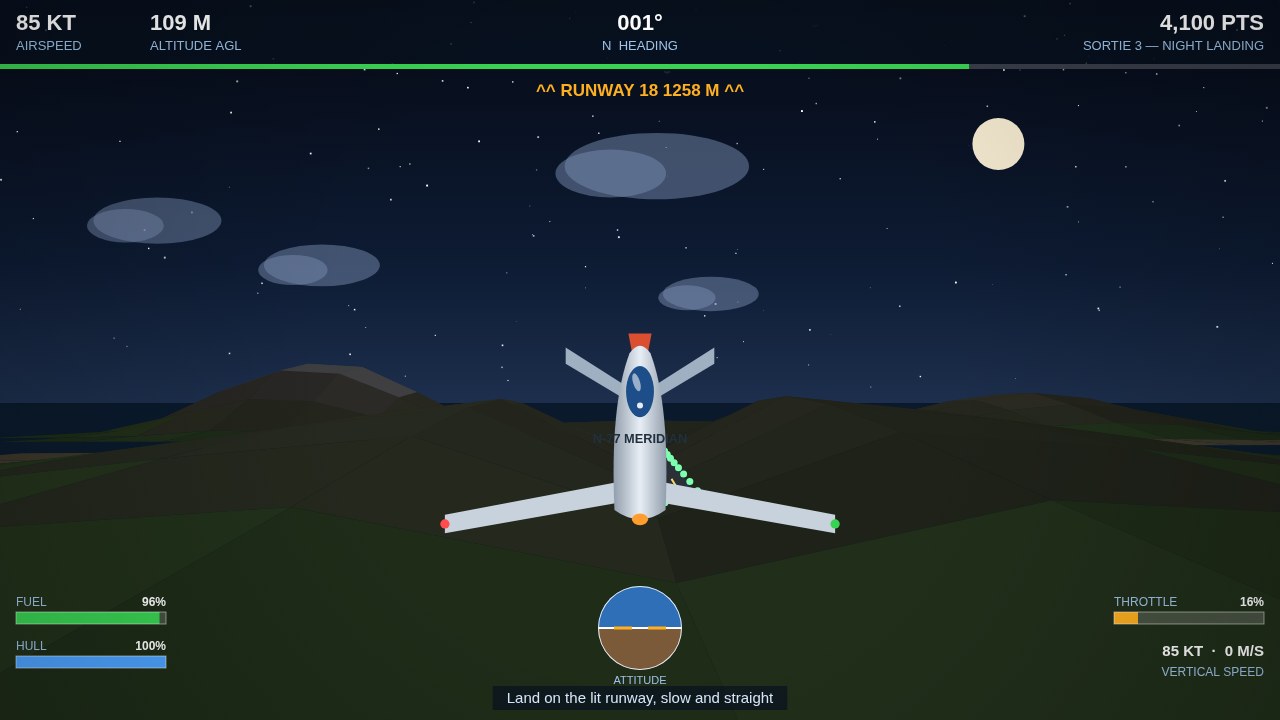 85 KT
AIRSPEED
109 M
ALTITUDE AGL
001°
N HEADING
4,100 PTS
SORTIE 3 — NIGHT LANDING
^^ RUNWAY 18 1258 M ^^
MERIDIAN
FUEL 96%
HULL 100%
ATTITUDE
Land on the lit runway, slow and straight
THROTTLE 16%
85 KT · 0 M/S
VERTICAL SPEED